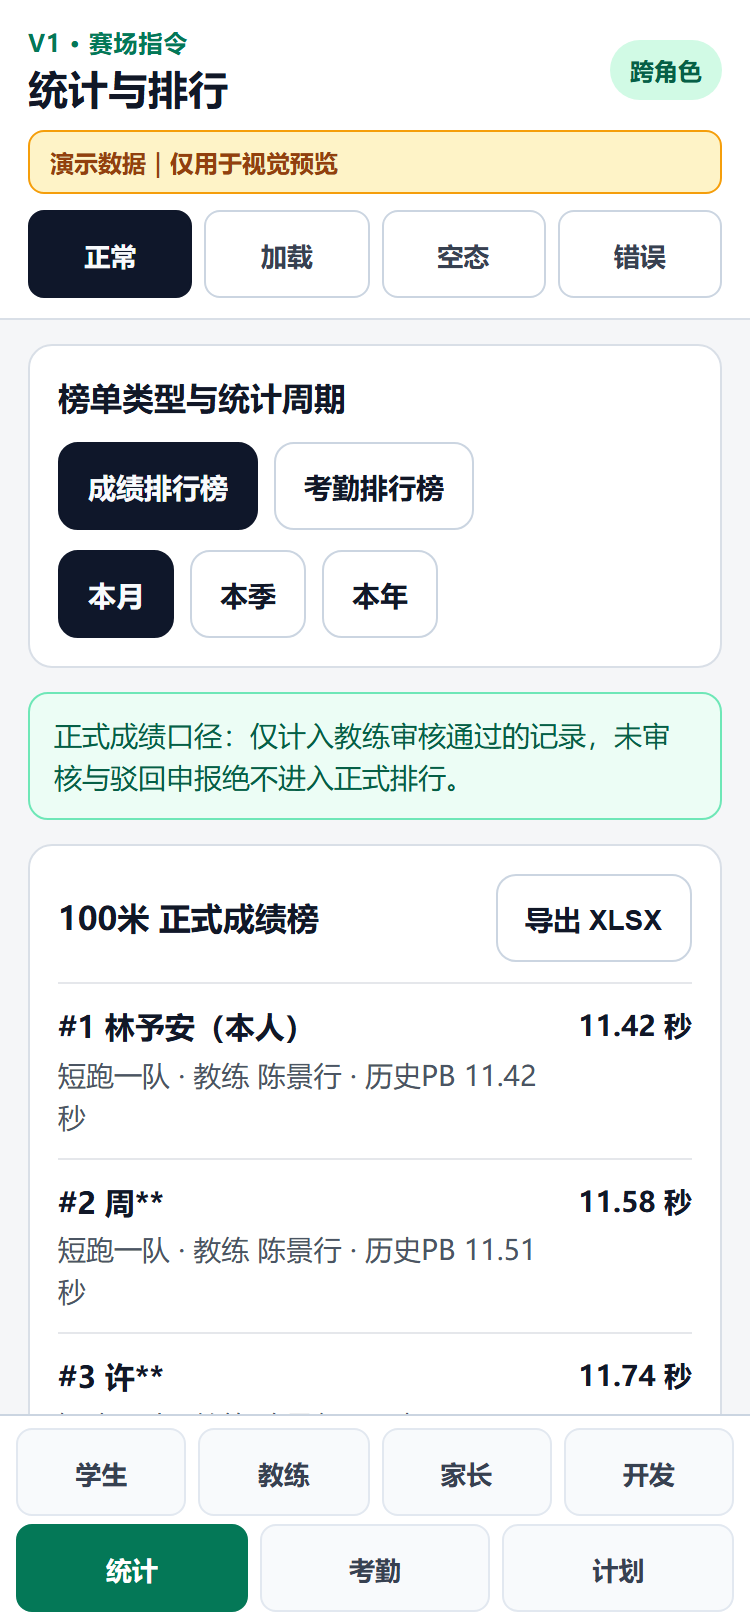 V1 · 赛场指令
统计与排行
跨角色
演示数据｜仅用于视觉预览
正常
加载
空态
错误
榜单类型与统计周期
成绩排行榜
考勤排行榜
本月
本季
本年
正式成绩口径：仅计入教练审核通过的记录，未审
核与驳回申报绝不进入正式排行。
100米 正式成绩榜
导出 XLSX
#1 林予安（本人）
11.42 秒
短跑一队 · 教练 陈景行 · 历史PB 11.42
秒
#2 周**
11.58 秒
短跑一队 · 教练 陈景行 · 历史PB 11.51
秒
#3 许**
11.74 秒
学生
教练
家长
开发
统计
考勤
计划